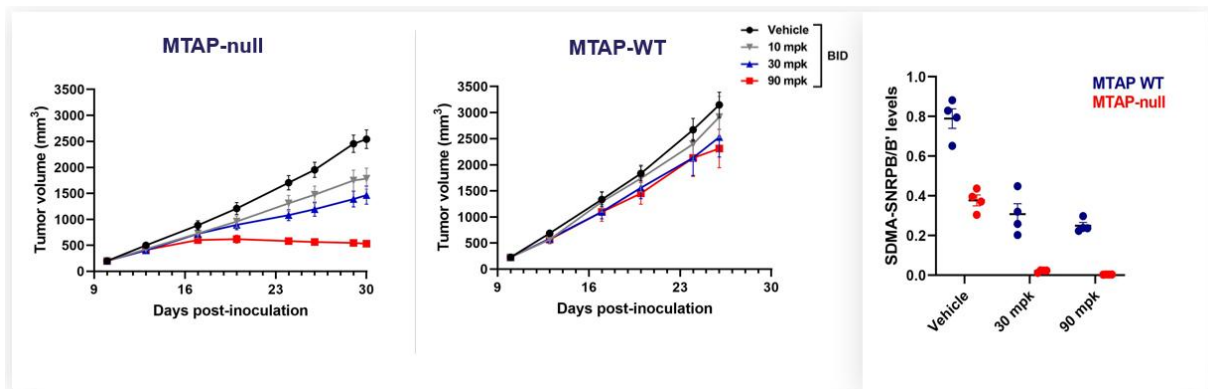 MTAP-null
Tumor volume (mm³)
3500
3000
2500
2000
1500
1000
500
0
9
16
23
30
Days post-inoculation
MTAP-WT
Vehicle
10 mpk
30 mpk
90 mpk
BID
Tumor volume (mm³)
3500
3000
2500
2000
1500
1000
500
0
9
16
23
30
Days post-inoculation
MTAP WT
MTAP-null
SDMA-SNRPB/B' levels
1.0
0.8
0.6
0.4
0.2
0.0
Vehicle
30 mpk
90 mpk